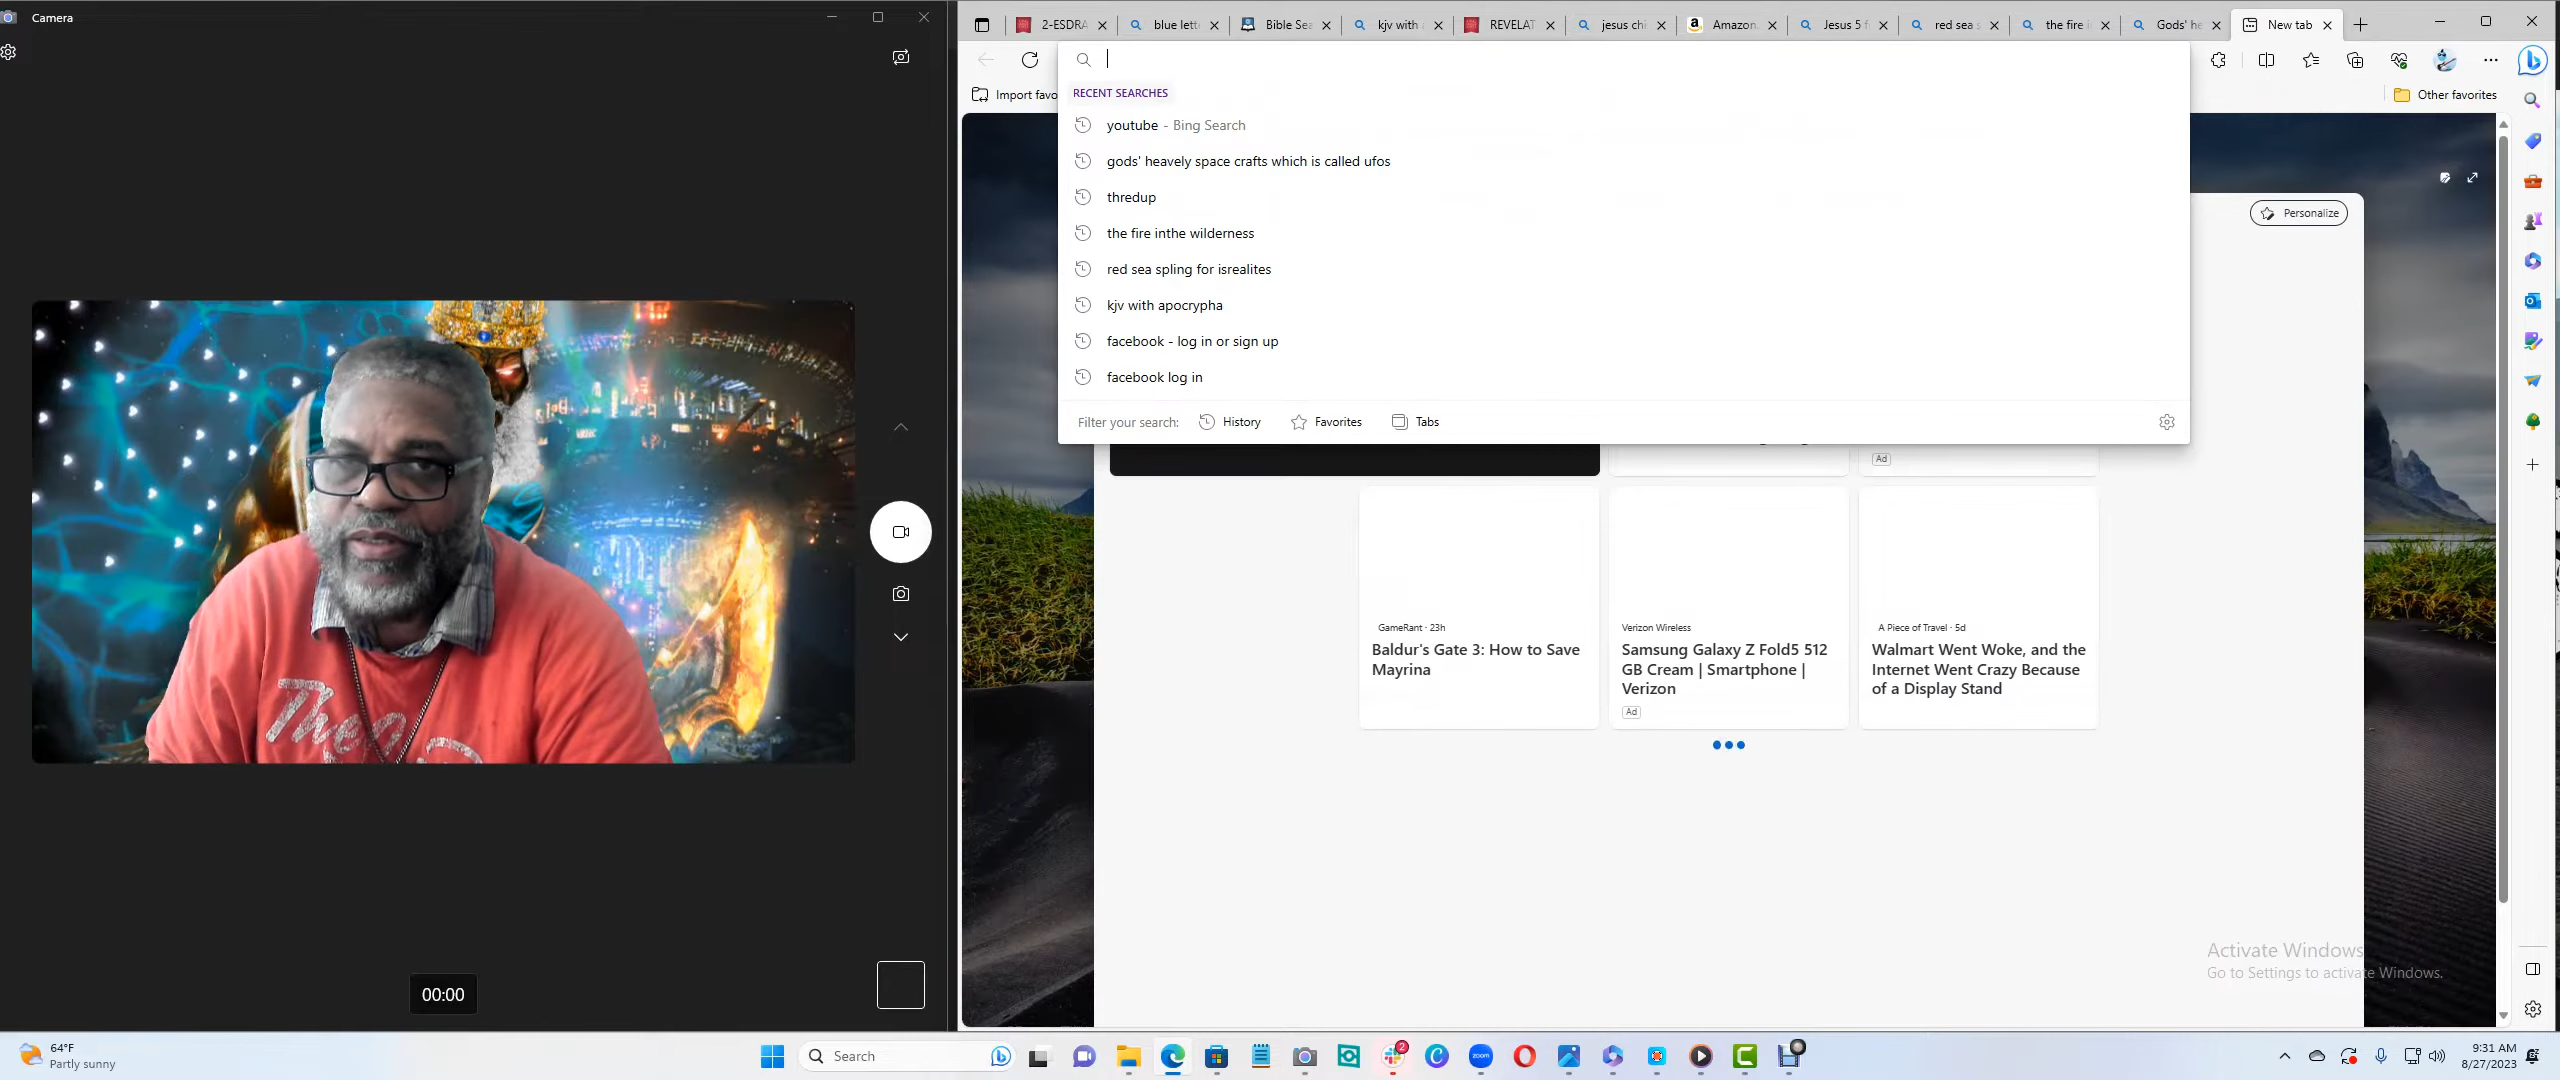 Camera
2-ESDRA
blue lett
Bible Sea
kjv with
REVELAT
jesus chi
Amazon.
Jesus 5 f
red sea s
the fire i
Gods' he
New tab
Import favo
Other favorites
RECENT SEARCHES
youtube - Bing Search
gods' heavely space crafts which is called ufos
thredup
the fire inthe wilderness
red sea spling for isrealites
kjv with apocrypha
facebook - log in or sign up
facebook log in
Filter your search:
History
Favorites
Tabs
Personalize
Ad
GameRant · 23h
Baldur's Gate 3: How to Save
Mayrina
Verizon Wireless
Samsung Galaxy Z Fold5 512
GB Cream | Smartphone |
Verizon
Ad
A Piece of Travel · 5d
Walmart Went Woke, and the
Internet Went Crazy Because
of a Display Stand
00:00
Activate Windows
Go to Settings to activate Windows.
64°F
Partly sunny
Search
2
zoom
9:31 AM
8/27/2023